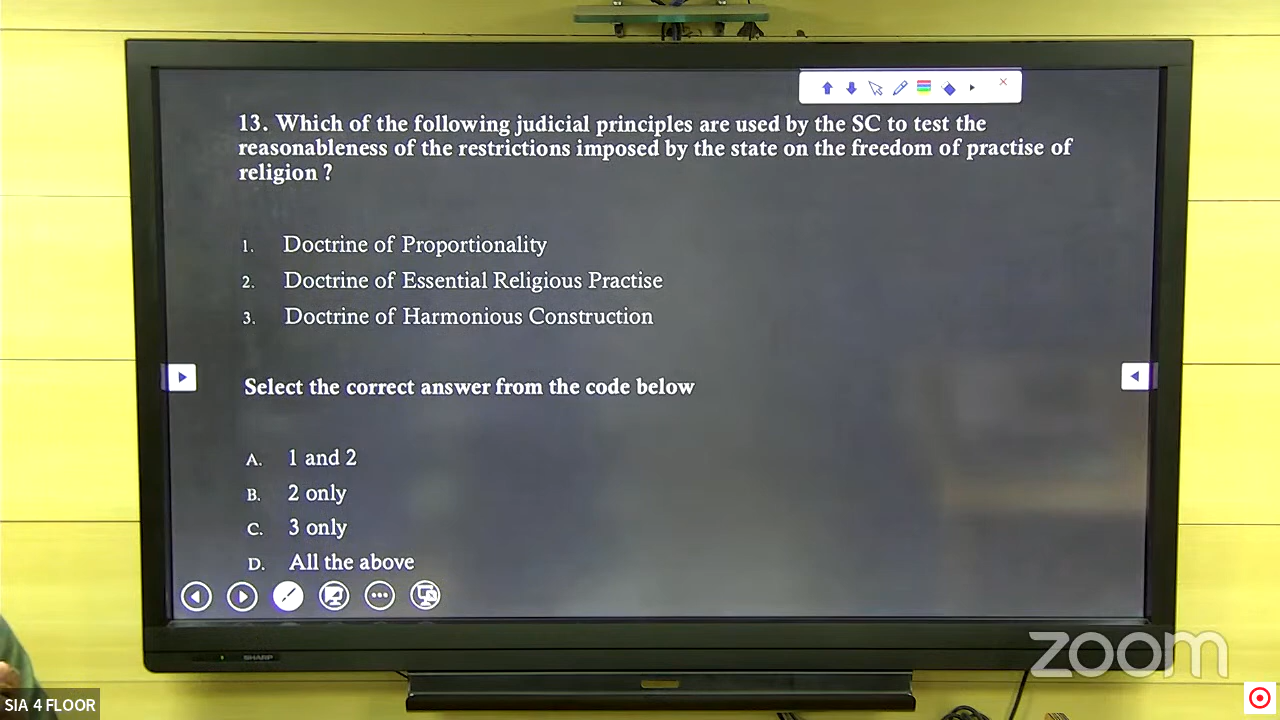 13. Which of the following judicial principles are used by the SC to test the
reasonableness of the restrictions imposed by the state on the freedom of practise of
religion ?
1. Doctrine of Proportionality
2. Doctrine of Essential Religious Practise
3. Doctrine of Harmonious Construction
Select the correct answer from the code below
A. 1 and 2
B. 2 only
C. 3 only
D. All the above
SHARP
zoom
SIA 4 FLOOR